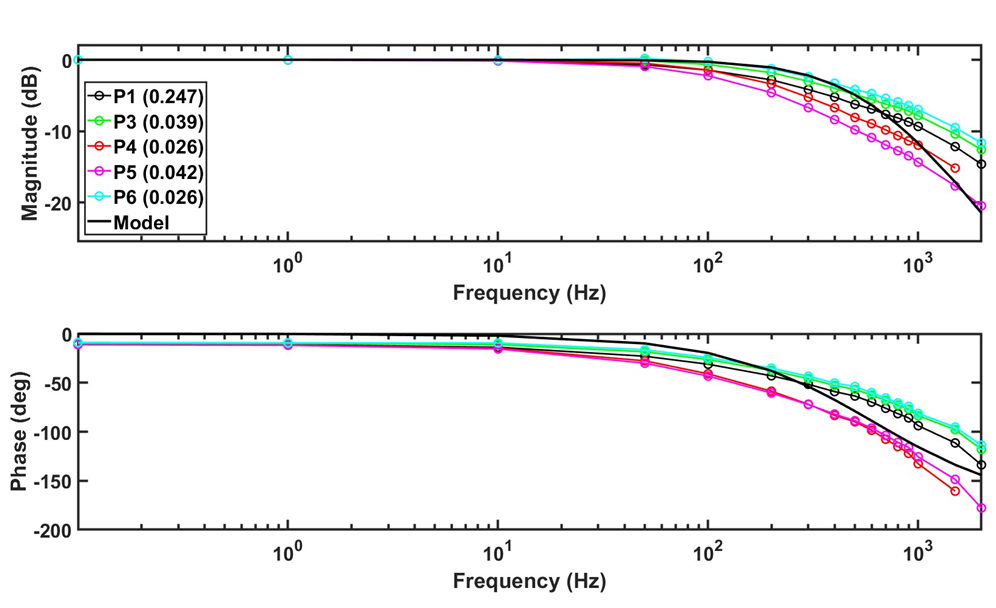 0
-10
-20
Magnitude (dB)
P1 (0.247)
P3 (0.039)
P4 (0.026)
P5 (0.042)
P6 (0.026)
Model
10^0 10^1 10^2 10^3
Frequency (Hz)
0
-50
-100
-150
-200
Phase (deg)
10^0 10^1 10^2 10^3
Frequency (Hz)